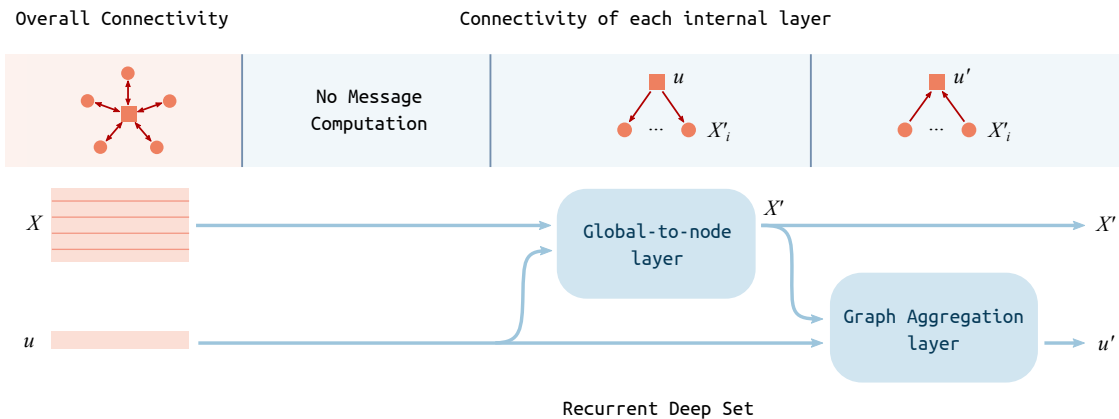 Overall Connectivity
Connectivity of each internal layer
No Message
Computation
u
... X'ᵢ
u'
... X'ᵢ
X
Global-to-node
layer
X'
X'
Graph Aggregation
layer
u
u'
Recurrent Deep Set